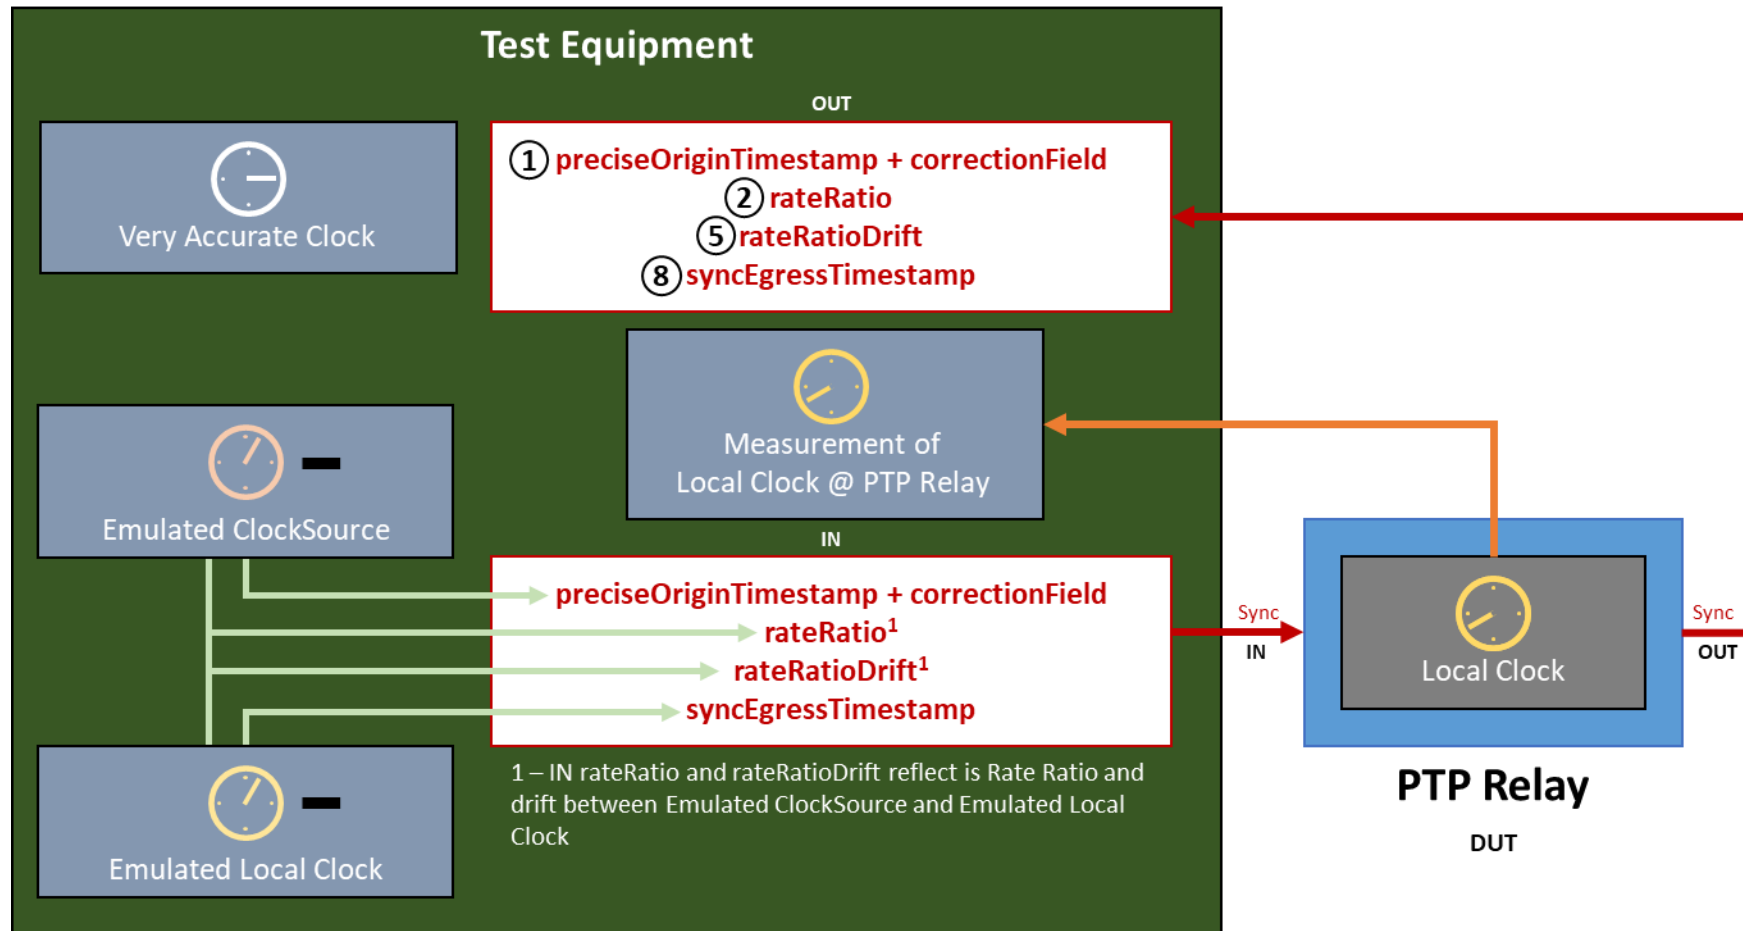 Test Equipment
OUT
Very Accurate Clock
① preciseOriginTimestamp + correctionField
② rateRatio
⑤ rateRatioDrift
⑧ syncEgressTimestamp
Measurement of
Local Clock @ PTP Relay
Emulated ClockSource
IN
preciseOriginTimestamp + correctionField
rateRatio¹
rateRatioDrift¹
syncEgressTimestamp
Sync
IN
Local Clock
Sync
OUT
PTP Relay
DUT
1 – IN rateRatio and rateRatioDrift reflect is Rate Ratio and
drift between Emulated ClockSource and Emulated Local
Clock
Emulated Local Clock